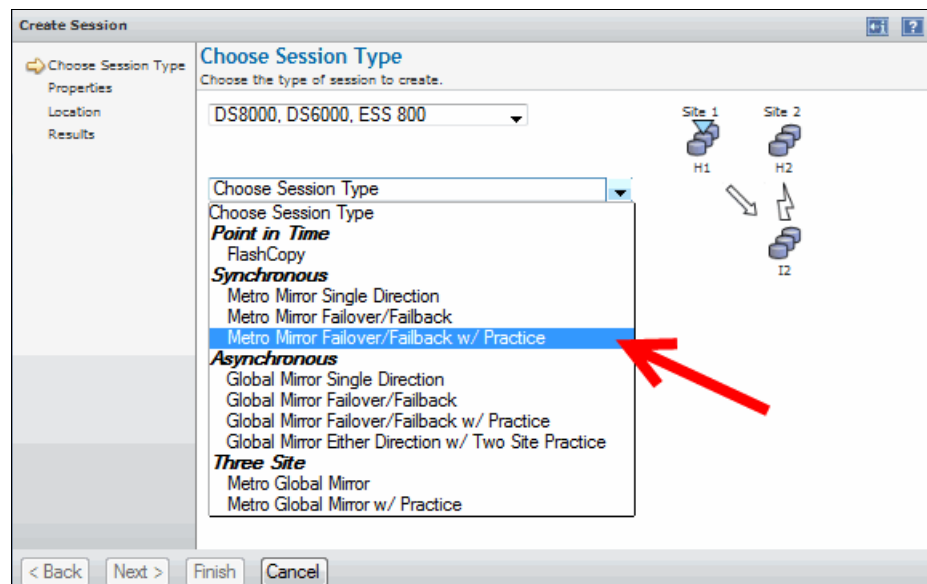 Create Session
Choose Session Type
Properties
Location
Results
Choose Session Type
Choose the type of session to create.
DS8000, DS6000, ESS 800
Choose Session Type
Choose Session Type
Point in Time
FlashCopy
Synchronous
Metro Mirror Single Direction
Metro Mirror Failover/Failback
Metro Mirror Failover/Failback w/ Practice
Asynchronous
Global Mirror Single Direction
Global Mirror Failover/Failback
Global Mirror Failover/Failback w/ Practice
Global Mirror Either Direction w/ Two Site Practice
Three Site
Metro Global Mirror
Metro Global Mirror w/ Practice
Site 1 Site 2
H1 H2
I2
< Back Next > Finish Cancel